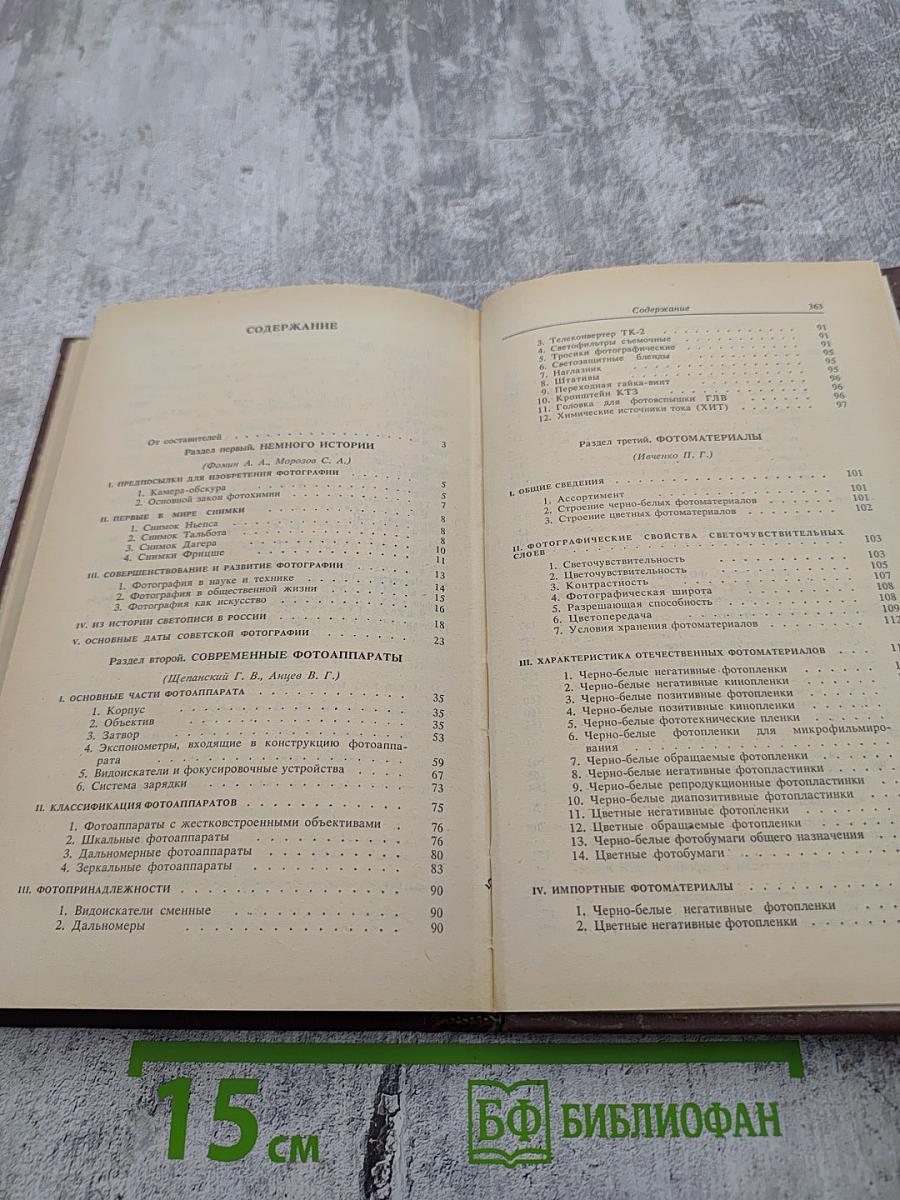 СОДЕРЖАНИЕ
От составителей 3
Раздел первый. НЕМНОГО ИСТОРИИ
(Фомин А. А., Морозов С. А.)
I. ПРЕДПОСЫЛКИ ДЛЯ ИЗОБРЕТЕНИЯ ФОТОГРАФИИ 5
1. Камера-обскура 5
2. Основной закон фотохимии 7
II. ПЕРВЫЕ В МИРЕ СНИМКИ 8
1. Снимок Ньепса 8
2. Снимок Тальбота 8
3. Снимок Дагера 10
4. Снимки Фрицше 11
III. СОВЕРШЕНСТВОВАНИЕ И РАЗВИТИЕ ФОТОГРАФИИ 13
1. Фотография в науке и технике 14
2. Фотография в общественной жизни 15
3. Фотография как искусство 16
IV. ИЗ ИСТОРИИ СВЕТОПИСИ В РОССИИ 18
V. ОСНОВНЫЕ ДАТЫ СОВЕТСКОЙ ФОТОГРАФИИ 23
Раздел второй. СОВРЕМЕННЫЕ ФОТОАППАРАТЫ
(Щепанский Г. В., Анцев В. Г.)
I. ОСНОВНЫЕ ЧАСТИ ФОТОАППАРАТА 35
1. Корпус 35
2. Объектив 35
3. Затвор 53
4. Экспонометры, входящие в конструкцию фотоаппа-
рата 59
5. Видоискатели и фокусировочные устройства 67
6. Система зарядки 73
II. КЛАССИФИКАЦИЯ ФОТОАППАРАТОВ 75
1. Фотоаппараты с жестковстроенными объективами 76
2. Шкальные фотоаппараты 76
3. Дальномерные фотоаппараты 80
4. Зеркальные фотоаппараты 83
III. ФОТОПРИНАДЛЕЖНОСТИ 90
1. Видоискатели сменные 90
2. Дальномеры 90
Содержание 363
3. Телеконвертер ТК-2 91
4. Светофильтры съемочные 91
5. Тросики фотографические 91
6. Светозащитные бленды 95
7. Наглазник 95
8. Штативы 95
9. Переходная гайка-винт 96
10. Кронштейн КТЗ 96
11. Головка для фотовспышки ГЛВ 96
12. Химические источники тока (ХИТ) 97
Раздел третий. ФОТОМАТЕРИАЛЫ
(Ивченко П. Г.)
I. ОБЩИЕ СВЕДЕНИЯ 101
1. Ассортимент 101
2. Строение черно-белых фотоматериалов 101
3. Строение цветных фотоматериалов 102
II. ФОТОГРАФИЧЕСКИЕ СВОЙСТВА СВЕТОЧУВСТВИТЕЛЬНЫХ
СЛОЕВ 103
1. Светочувствительность 103
2. Цветочувствительность 105
3. Контрастность 107
4. Фотографическая широта 108
5. Разрешающая способность 108
6. Цветопередача 109
7. Условия хранения фотоматериалов 112
III. ХАРАКТЕРИСТИКА ОТЕЧЕСТВЕННЫХ ФОТОМАТЕРИАЛОВ
1. Черно-белые негативные фотопленки
2. Черно-белые негативные кинопленки
3. Черно-белые позитивные фотопленки
4. Черно-белые позитивные кинопленки
5. Черно-белые фототехнические пленки
6. Черно-белые фотопленки для микрофильмиро-
вания
7. Черно-белые обращаемые фотопленки
8. Черно-белые негативные фотопластинки
9. Черно-белые репродукционные фотопластинки
10. Черно-белые диапозитивные фотопластинки
11. Цветные негативные фотопленки
12. Цветные обращаемые фотопленки
13. Черно-белые фотобумаги общего назначения
14. Цветные фотобумаги
IV. ИМПОРТНЫЕ ФОТОМАТЕРИАЛЫ
1. Черно-белые негативные фотопленки
2. Цветные негативные фотопленки
15 см
БФ БИБЛИОФАН